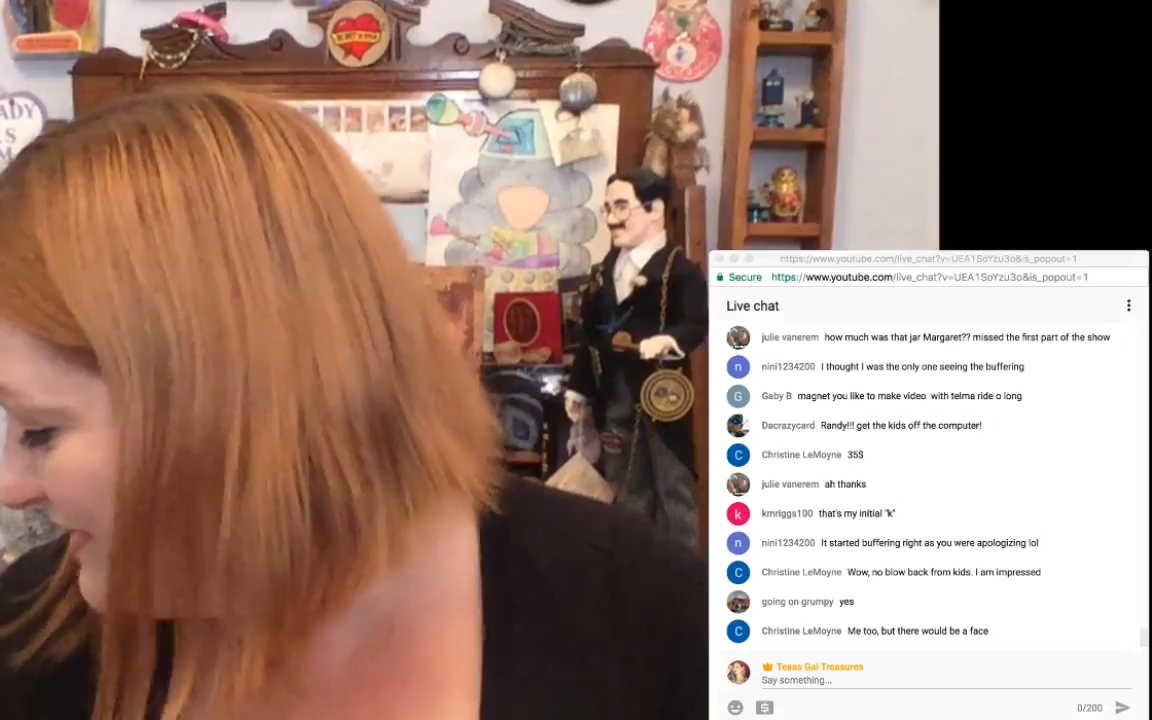 https://www.youtube.com/live_chat?v=UEA1SoYzu3o&is_popout=1
Secure https://www.youtube.com/live_chat?v=UEA1SoYzu3o&is_popout=1
Live chat
julie vanerem how much was that jar Margaret?? missed the first part of the show
n nini1234200 I thought I was the only one seeing the buffering
G Gaby B magnet you like to make video with telma ride o long
Dacrazycard Randy!!! get the kids off the computer!
C Christine LeMoyne 35$
julie vanerem ah thanks
k kmriggs100 that's my initial "k"
n nini1234200 It started buffering right as you were apologizing lol
C Christine LeMoyne Wow, no blow back from kids. I am impressed
going on grumpy yes
C Christine LeMoyne Me too, but there would be a face
Texas Gal Treasures
Say something...
0/200